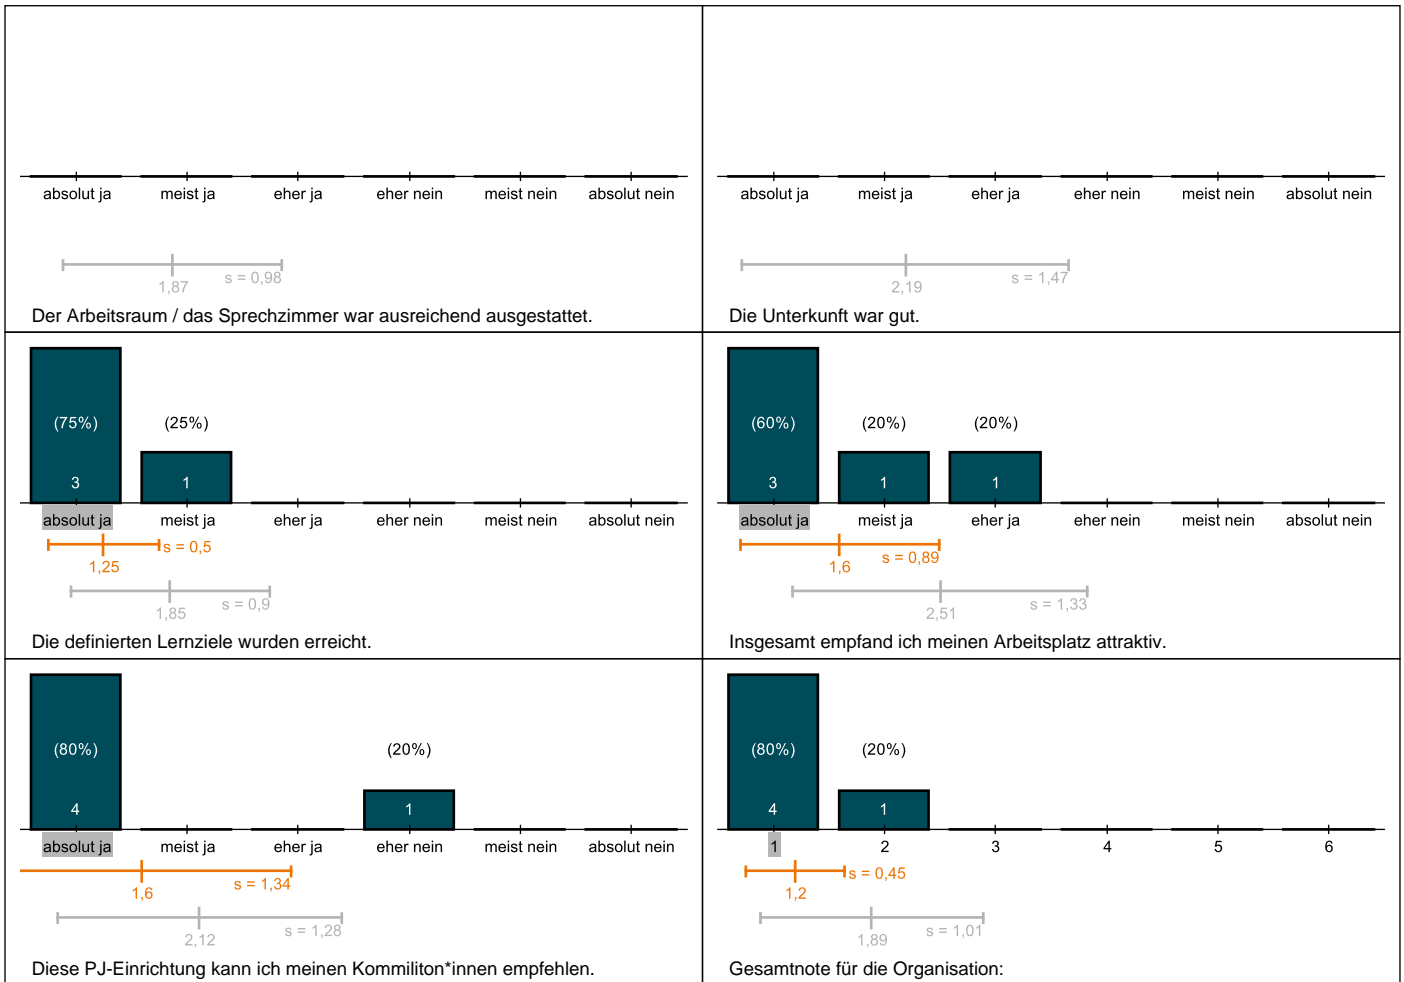 absolut ja meist ja eher ja eher nein meist nein absolut nein
s = 0,98
1,87
Der Arbeitsraum / das Sprechzimmer war ausreichend ausgestattet.
absolut ja meist ja eher ja eher nein meist nein absolut nein
s = 1,47
2,19
Die Unterkunft war gut.
(75%) (25%)
3 1
absolut ja meist ja eher ja eher nein meist nein absolut nein
s = 0,5
1,25
s = 0,9
1,85
Die definierten Lernziele wurden erreicht.
(60%) (20%) (20%)
3 1 1
absolut ja meist ja eher ja eher nein meist nein absolut nein
s = 0,89
1,6
s = 1,33
2,51
Insgesamt empfand ich meinen Arbeitsplatz attraktiv.
(80%) (20%)
4 1
absolut ja meist ja eher ja eher nein meist nein absolut nein
s = 1,34
1,6
s = 1,28
2,12
Diese PJ-Einrichtung kann ich meinen Kommiliton*innen empfehlen.
(80%) (20%)
4 1
1 2 3 4 5 6
s = 0,45
1,2
s = 1,01
1,89
Gesamtnote für die Organisation: